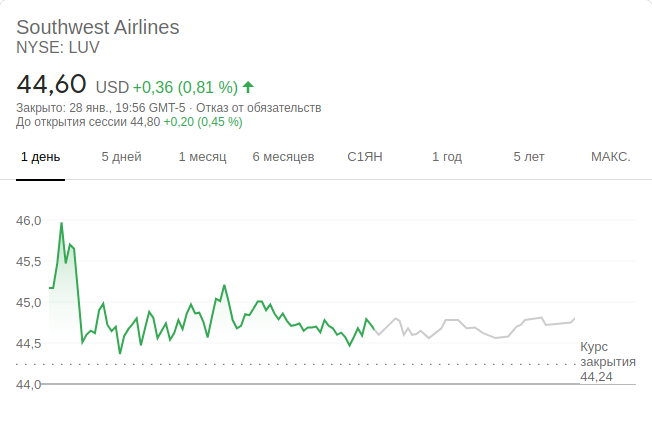 Southwest Airlines
NYSE: LUV
44,60 USD +0,36 (0,81 %)
Закрыто: 28 янв., 19:56 GMT-5 · Отказ от обязательств
До открытия сессии 44,80 +0,20 (0,45 %)
1 день 5 дней 1 месяц 6 месяцев С1ЯН 1 год 5 лет МАКС.
46,0
45,5
45,0
44,5
44,0
Курс
закрытия
44,24